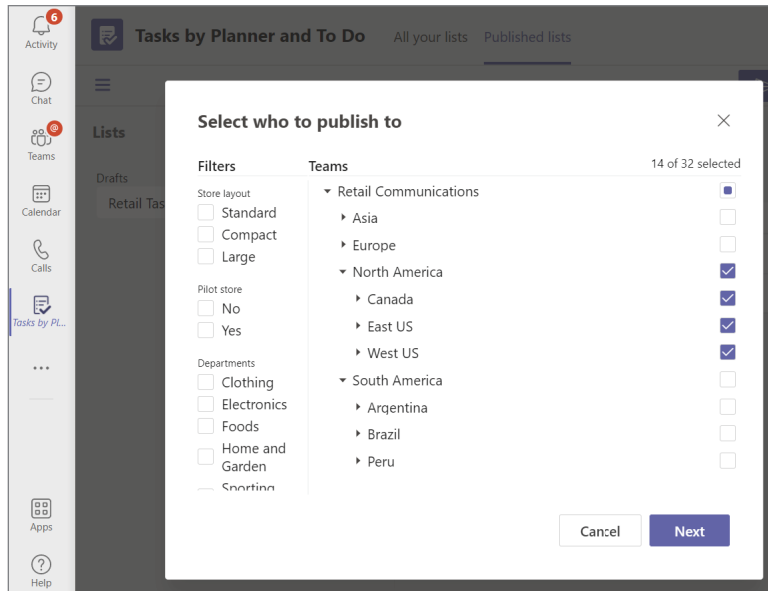 6
Activity
Chat
@
Teams
Calendar
Calls
Tasks by Pl...
Apps
Help
Tasks by Planner and To Do
All your lists
Published lists
Lists
Drafts
Retail Tas
Select who to publish to
Filters
Teams
14 of 32 selected
Store layout
Standard
Compact
Large
Pilot store
No
Yes
Departments
Clothing
Electronics
Foods
Home and
Garden
Sporting
Retail Communications
Asia
Europe
North America
Canada
East US
West US
South America
Argentina
Brazil
Peru
Cancel
Next